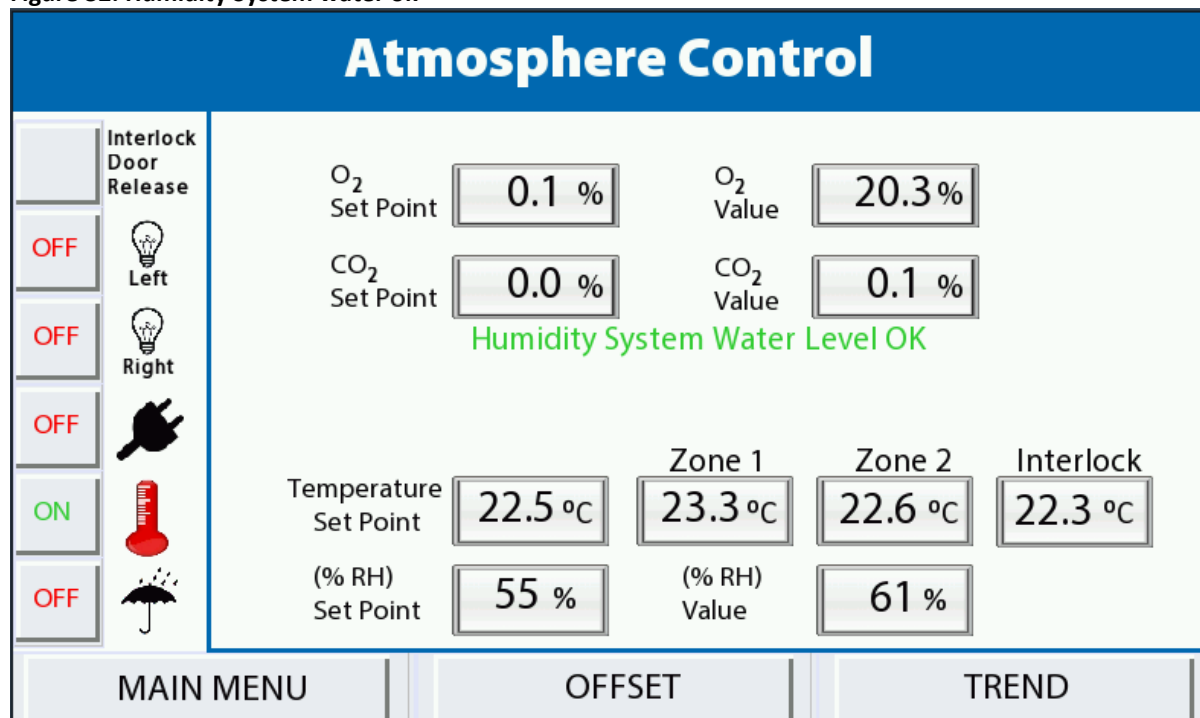 Atmosphere Control
Interlock
Door
Release
OFF
Left
OFF
Right
OFF
ON
OFF
O2
Set Point
0.1 %
O2
Value
20.3 %
CO2
Set Point
0.0 %
CO2
Value
0.1 %
Humidity System Water Level OK
Zone 1
Zone 2
Interlock
Temperature
Set Point
22.5 ºC
23.3 ºC
22.6 ºC
22.3 ºC
(% RH)
Set Point
55 %
(% RH)
Value
61 %
MAIN MENU
OFFSET
TREND